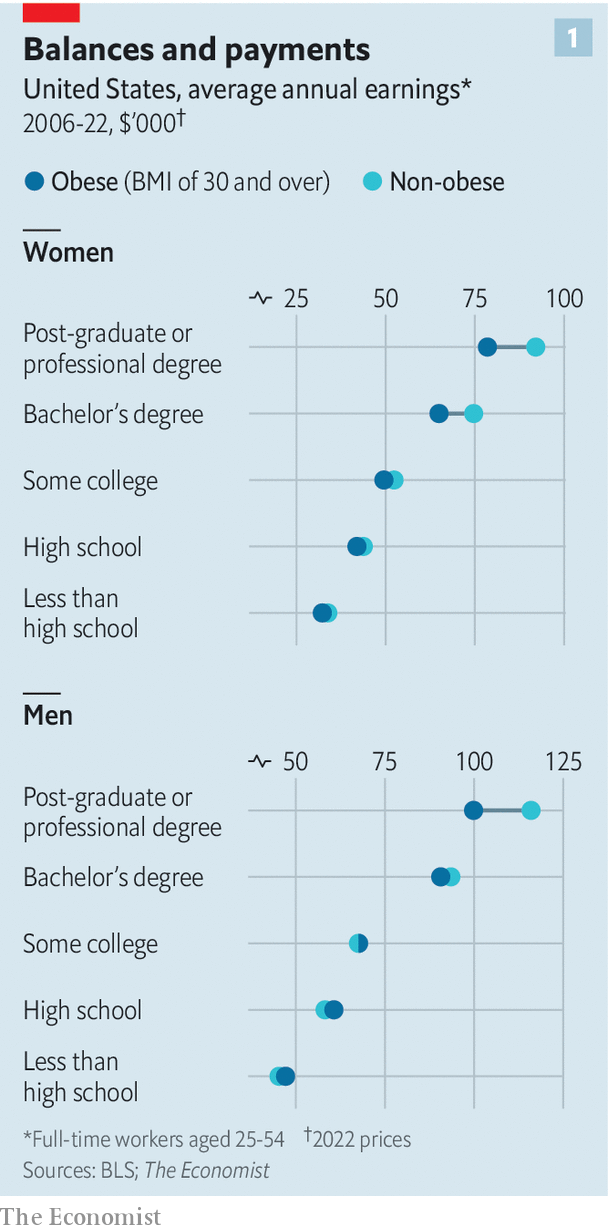 1
Balances and payments
United States, average annual earnings*
2006-22, $'000†
Obese (BMI of 30 and over) Non-obese
Women
25 50 75 100
Post-graduate or
professional degree
Bachelor's degree
Some college
High school
Less than
high school
Men
50 75 100 125
Post-graduate or
professional degree
Bachelor's degree
Some college
High school
Less than
high school
*Full-time workers aged 25-54 †2022 prices
Sources: BLS; The Economist
The Economist